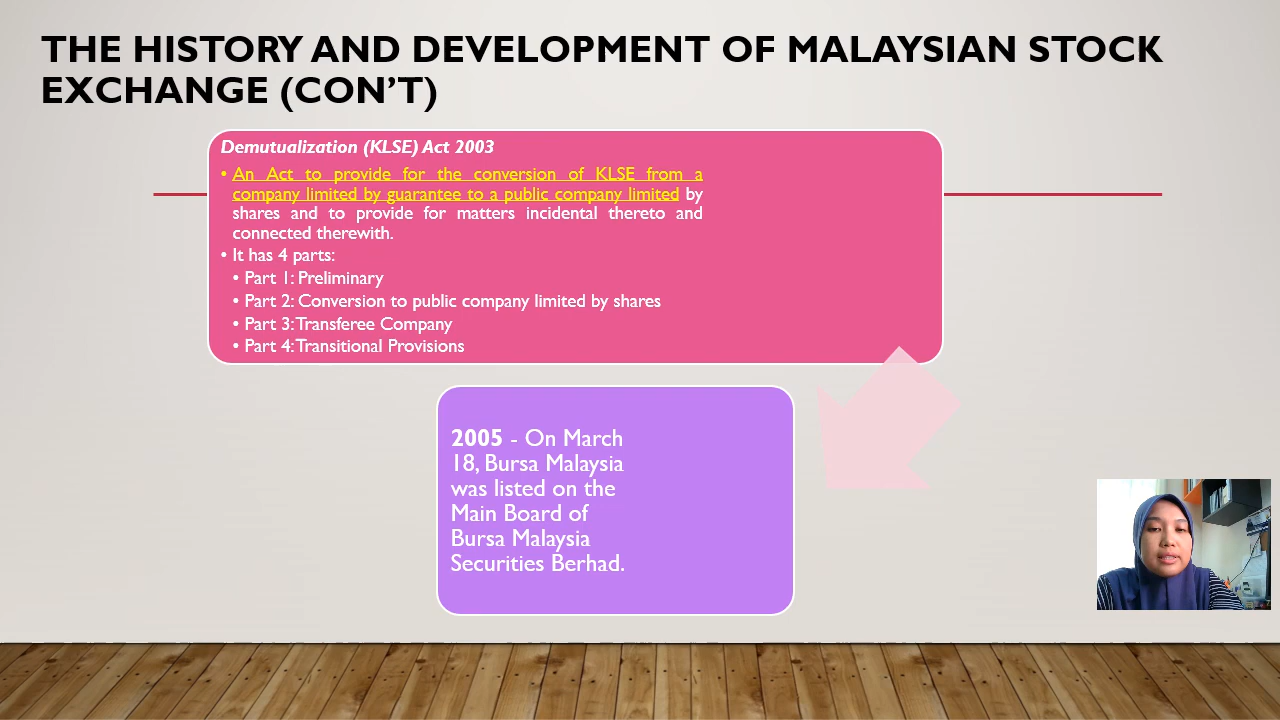 THE HISTORY AND DEVELOPMENT OF MALAYSIAN STOCK
EXCHANGE (CON’T)
Demutualization (KLSE) Act 2003
• An Act to provide for the conversion of KLSE from a
company limited by guarantee to a public company limited by
shares and to provide for matters incidental thereto and
connected therewith.
• It has 4 parts:
• Part 1: Preliminary
• Part 2: Conversion to public company limited by shares
• Part 3: Transferee Company
• Part 4: Transitional Provisions
2005 - On March
18, Bursa Malaysia
was listed on the
Main Board of
Bursa Malaysia
Securities Berhad.